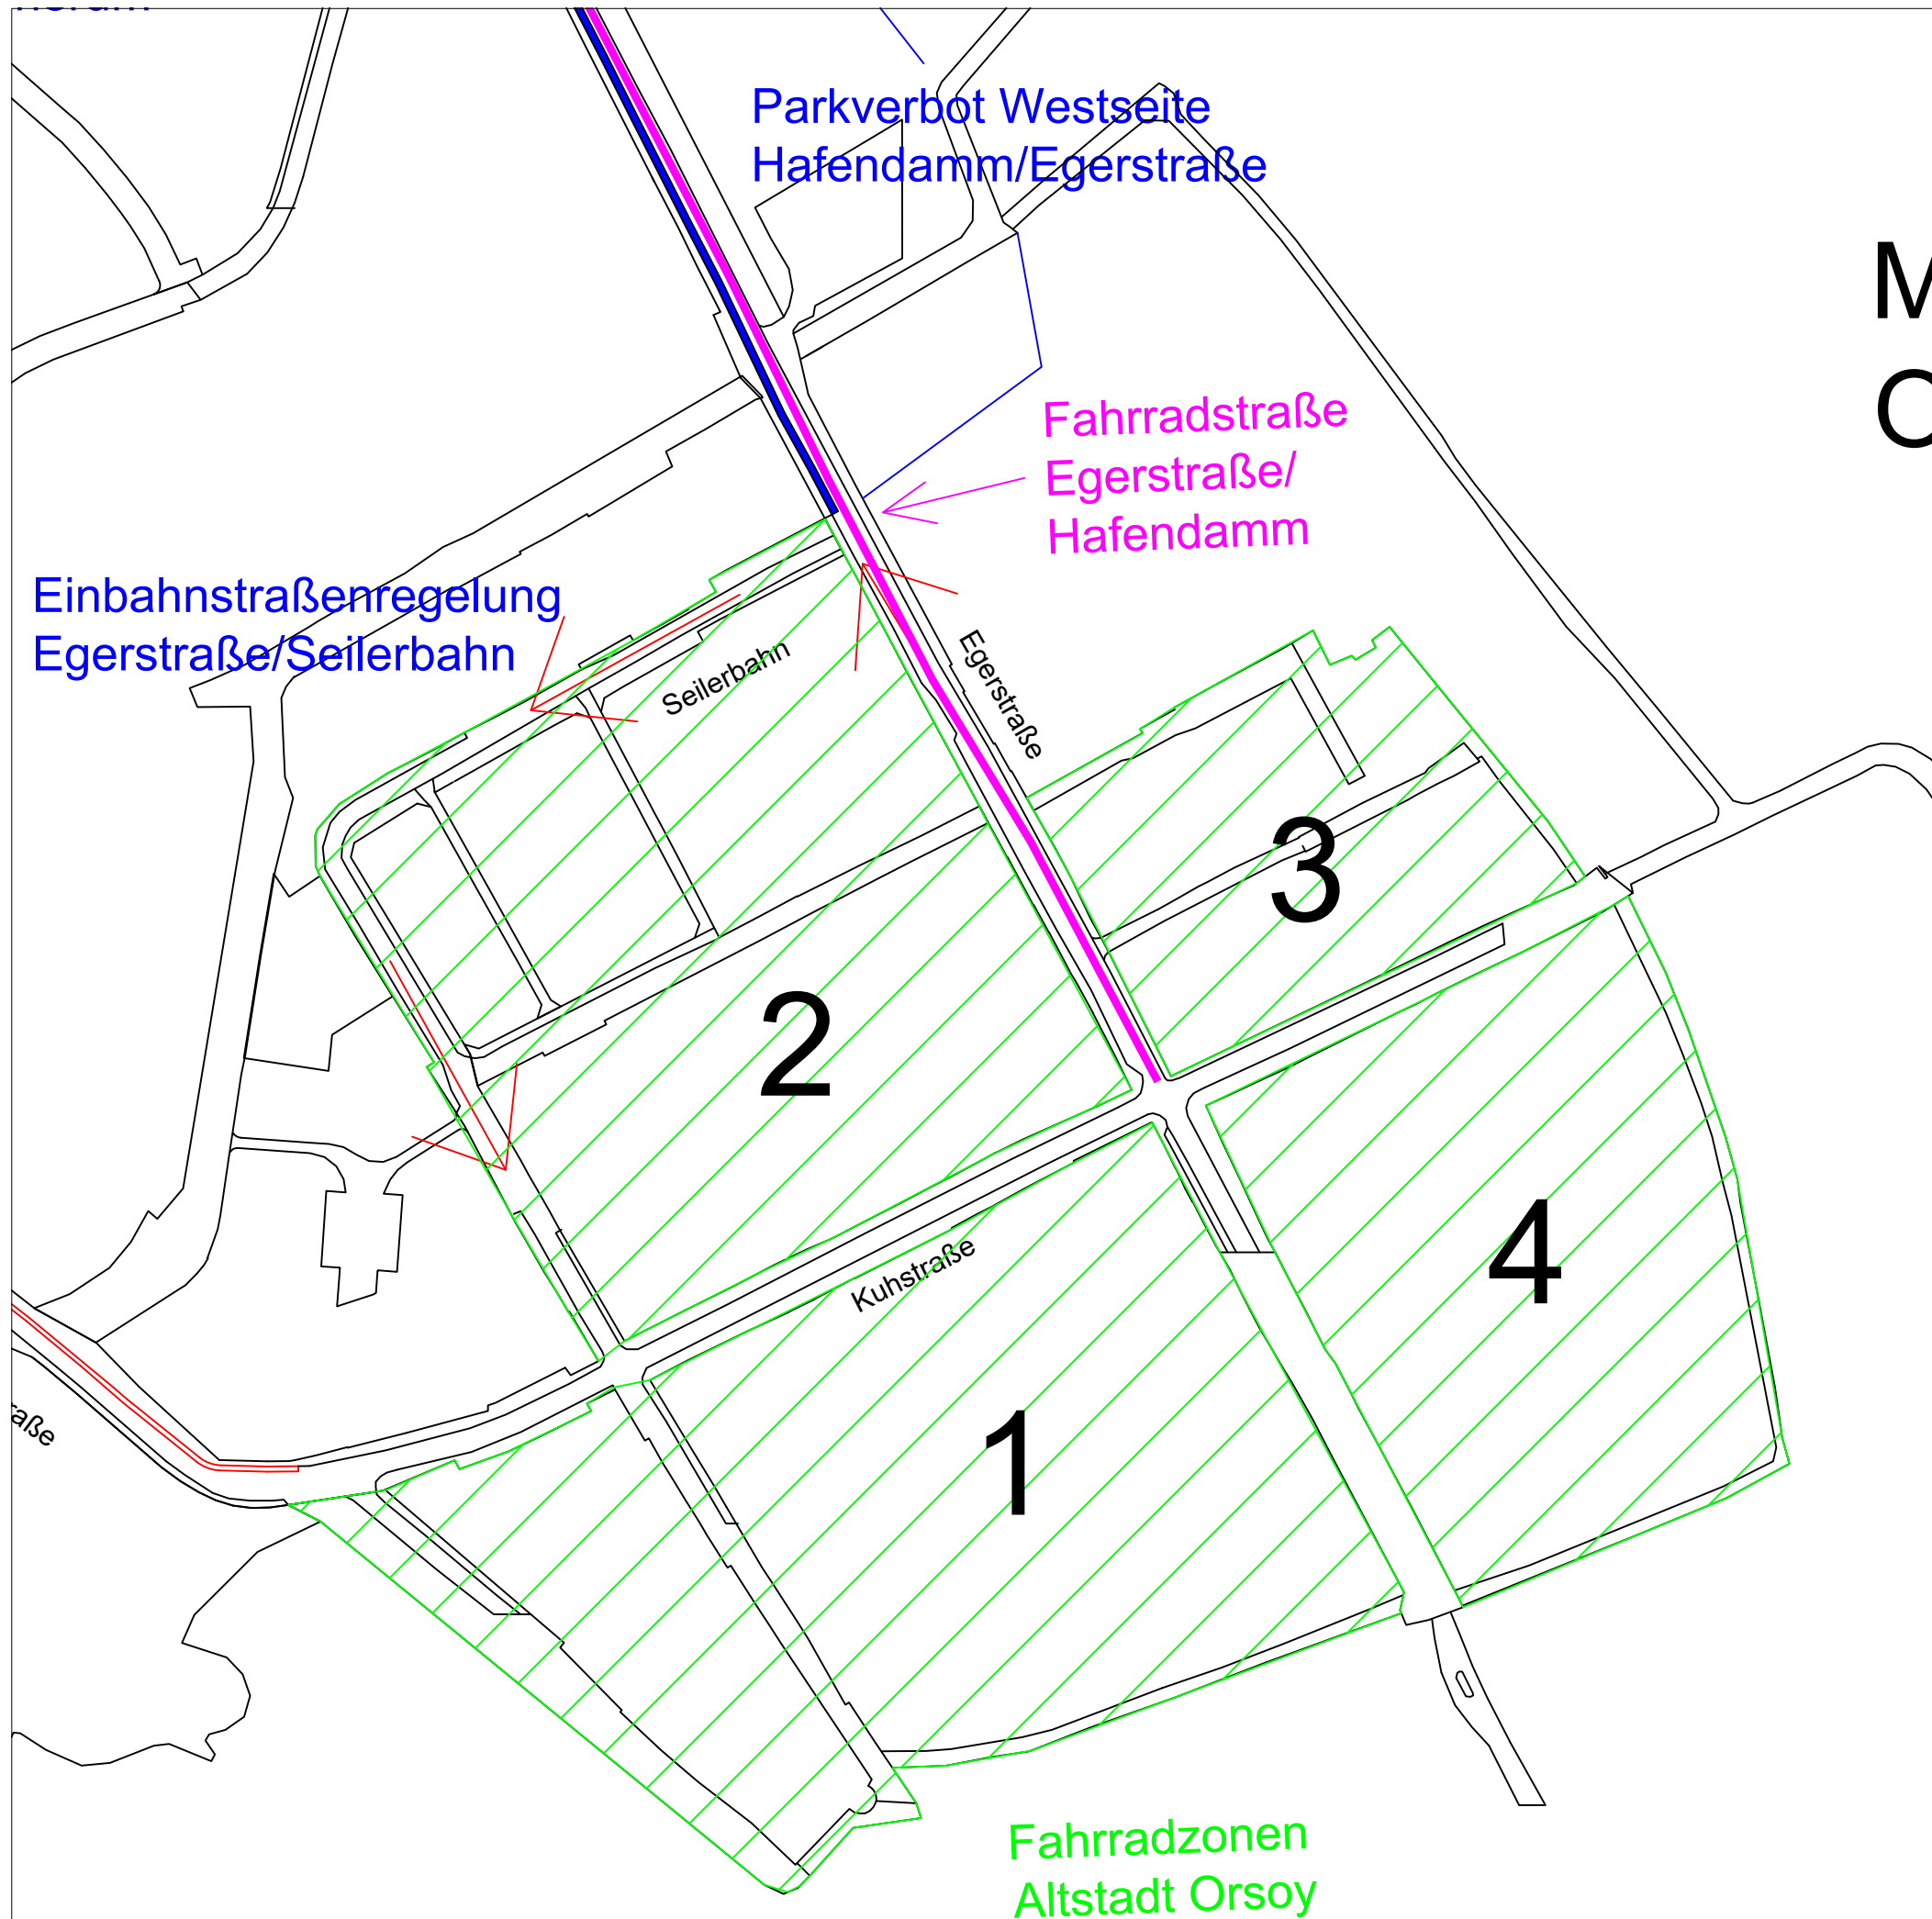 Parkverbot Westseite
Hafendamm/Egerstraße
Fahrradstraße
Egerstraße/
Hafendamm
Einbahnstraßenregelung
Egerstraße/Seilerbahn
Seilerbahn
Egerstraße
3
2
4
Kuhstraße
1
raße
Fahrradzonen
Altstadt Orsoy